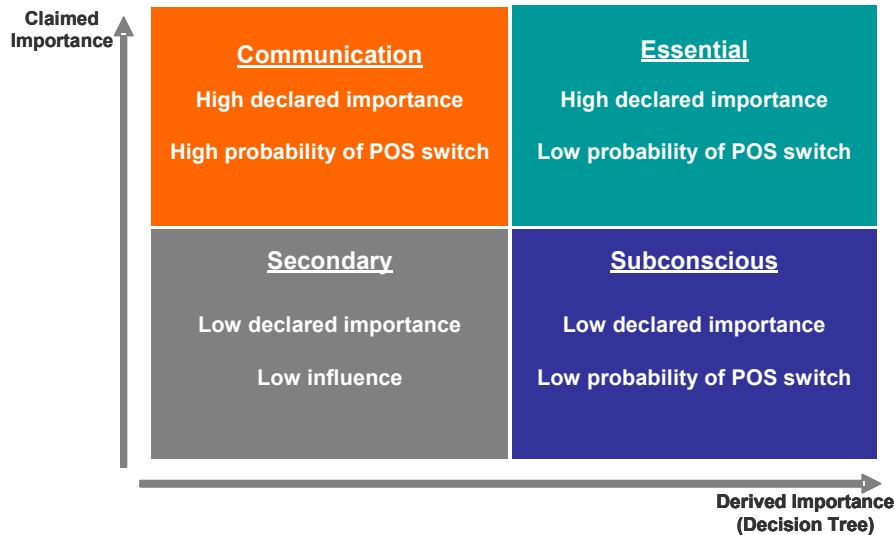 Claimed
Importance
Communication
High declared importance
High probability of POS switch
Essential
High declared importance
Low probability of POS switch
Secondary
Low declared importance
Low influence
Subconscious
Low declared importance
Low probability of POS switch
Derived Importance
(Decision Tree)